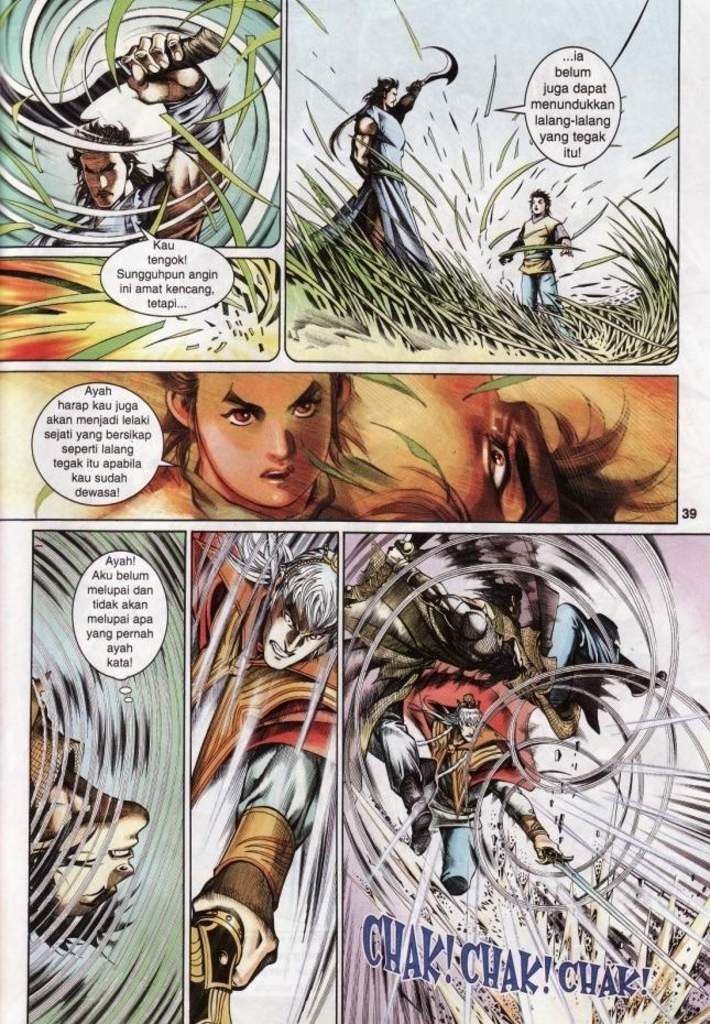 Kau
tengok!
Sungguhpun angin
ini amat kencang,
tetapi...
...ia
belum
juga dapat
menundukkan
lalang-lalang
yang tegak
itu!
Ayah
harap kau juga
akan menjadi lelaki
sejati yang bersikap
seperti lalang
tegak itu apabila
kau sudah
dewasa!
39
Ayah!
Aku belum
melupai dan
tidak akan
melupai apa
yang pernah
ayah
kata!
CHAK! CHAK! CHAK!